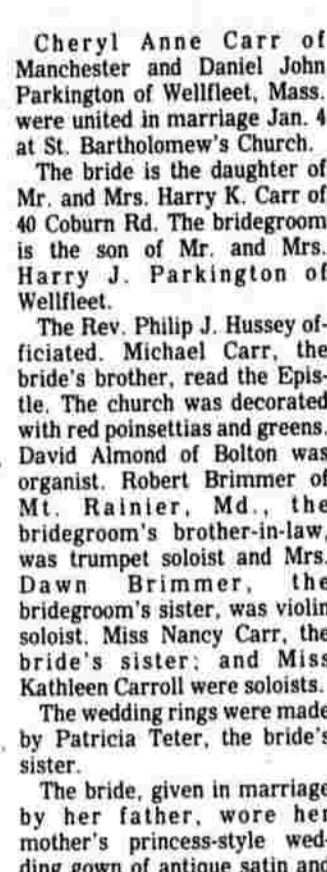 Cheryl Anne Carr of
Manchester and Daniel John
Parkington of Wellfleet, Mass.
were united in marriage Jan. 4
at St. Bartholomew's Church.
The bride is the daughter of
Mr. and Mrs. Harry K. Carr of
40 Coburn Rd. The bridegroom
is the son of Mr. and Mrs.
Harry J. Parkington of
Wellfleet.
The Rev. Philip J. Hussey of-
ficiated. Michael Carr, the
bride's brother, read the Epis-
tle. The church was decorated
with red poinsettias and greens.
David Almond of Bolton was
organist. Robert Brimmer of
Mt. Rainier, Md., the
bridegroom's brother-in-law,
was trumpet soloist and Mrs.
Dawn Brimmer, the
bridegroom's sister, was violin
soloist. Miss Nancy Carr, the
bride's sister; and Miss
Kathleen Carroll were soloists.
The wedding rings were made
by Patricia Teter, the bride's
sister.
The bride, given in marriage
by her father, wore her
mother's princess-style wed-
ding gown of antique satin and